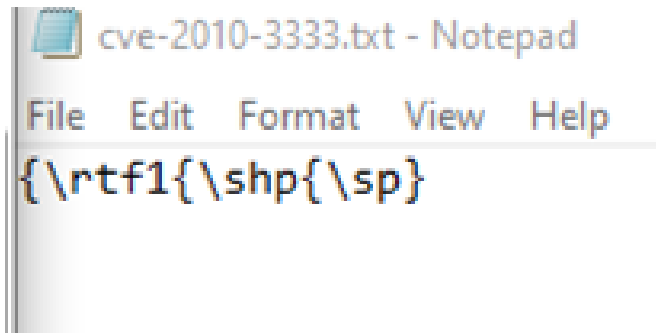 cve-2010-3333.txt - Notepad
File Edit Format View Help
{\rtf1{\shp{\sp}